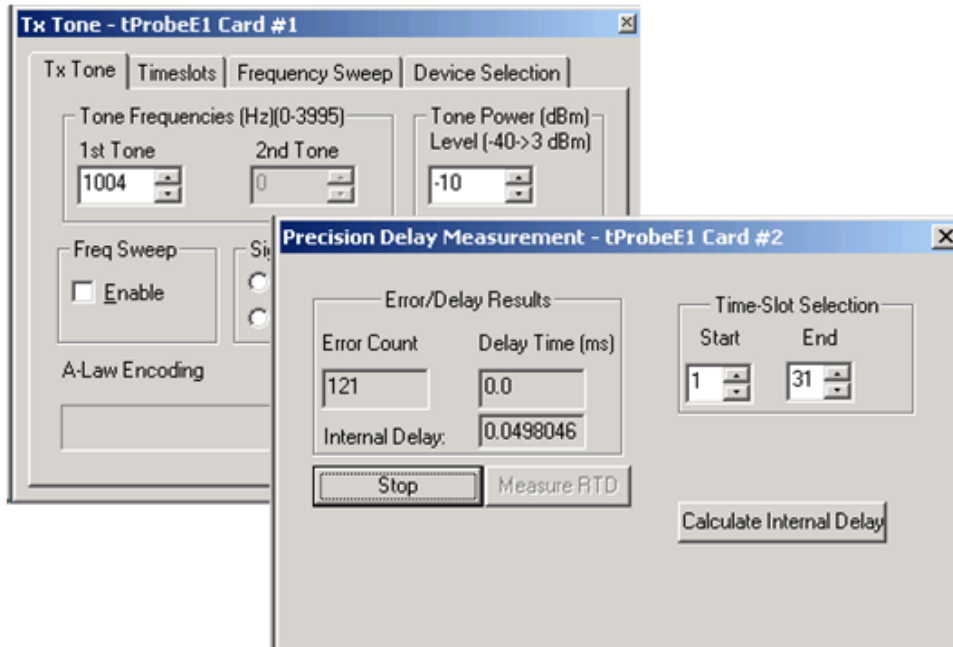 Tx Tone - tProbeE1 Card #1
Tx Tone Timeslots Frequency Sweep Device Selection
Tone Frequencies (Hz)(0-3995)
1st Tone 2nd Tone
1004 0
Tone Power (dBm)
Level (-40->3 dBm)
-10
Freq Sweep
Enable
A-Law Encoding
Precision Delay Measurement - tProbeE1 Card #2
Error/Delay Results
Error Count Delay Time (ms)
121 0.0
Internal Delay: 0.0498046
Stop Measure RTD
Time-Slot Selection
Start End
1 31
Calculate Internal Delay